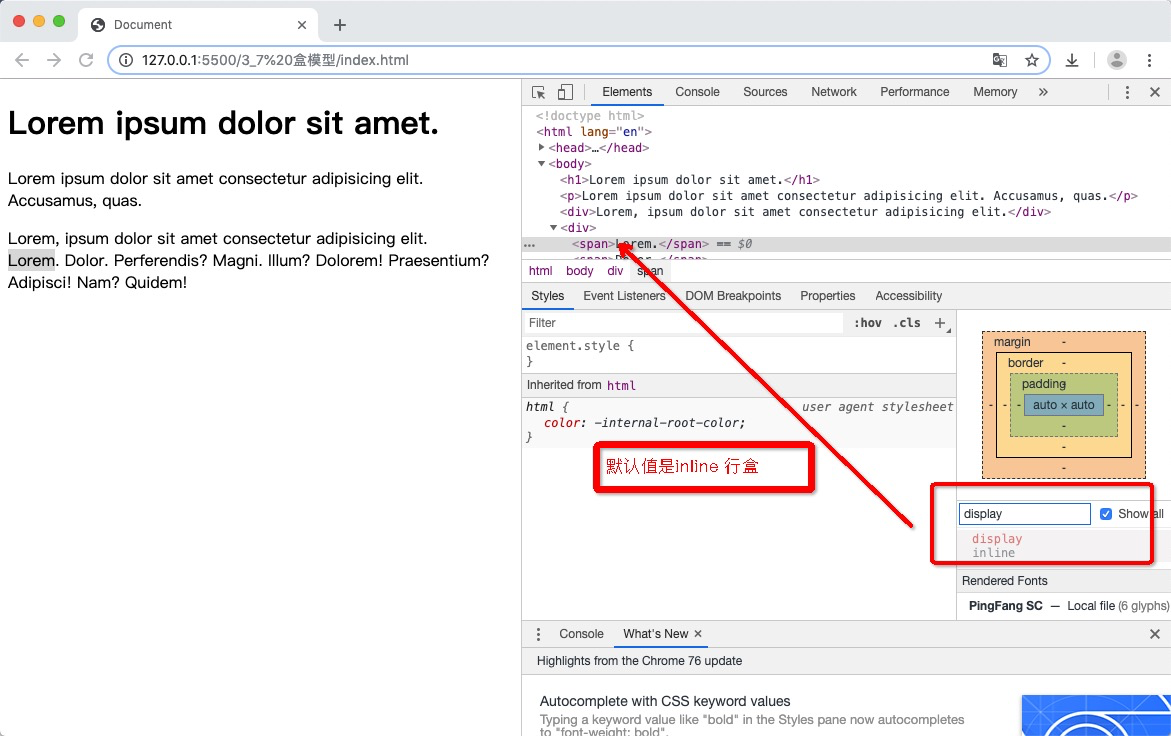 Document
127.0.0.1:5500/3_7%20盒模型/index.html
Lorem ipsum dolor sit amet.
Lorem ipsum dolor sit amet consectetur adipisicing elit.
Accusamus, quas.
Lorem, ipsum dolor sit amet consectetur adipisicing elit.
Lorem. Dolor. Perferendis? Magni. Illum? Dolorem! Praesentium?
Adipisci! Nam? Quidem!
Elements Console Sources Network Performance Memory »
<!doctype html>
<html lang="en">
<head>…</head>
<body>
<h1>Lorem ipsum dolor sit amet.</h1>
<p>Lorem ipsum dolor sit amet consectetur adipisicing elit. Accusamus, quas.</p>
<div>Lorem, ipsum dolor sit amet consectetur adipisicing elit.</div>
<div>
<span>Lorem.</span> == $0
<span>Dolor.</span>
html body div span
Styles Event Listeners DOM Breakpoints Properties Accessibility
Filter :hov .cls +
element.style {
}
Inherited from html
html { user agent stylesheet
color: -internal-root-color;
}
默认值是inline 行盒
margin -
border -
padding -
- - - auto × auto - - -
-
-
-
display Show all
display
inline
Rendered Fonts
PingFang SC — Local file (6 glyphs)
Console What's New ×
Highlights from the Chrome 76 update
Autocomplete with CSS keyword values
Typing a keyword value like "bold" in the Styles pane now autocompletes
to "font-weight: bold".